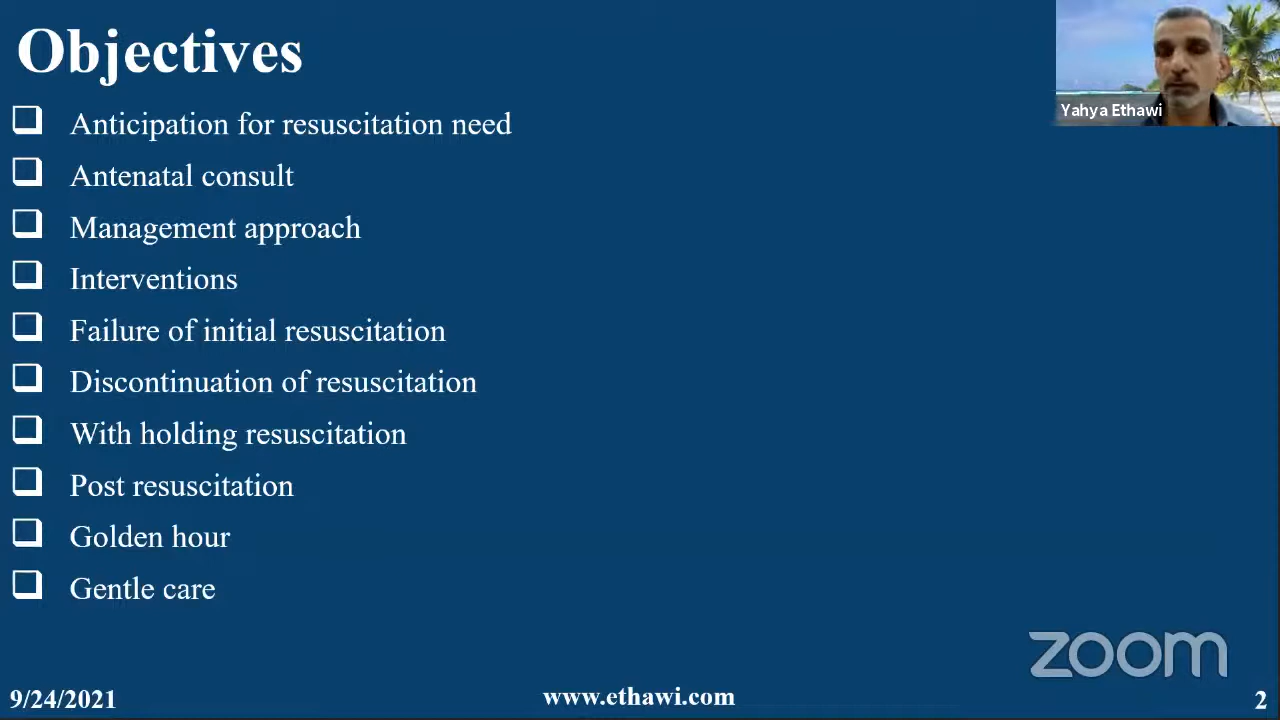 Objectives
Yahya Ethawi
Anticipation for resuscitation need
Antenatal consult
Management approach
Interventions
Failure of initial resuscitation
Discontinuation of resuscitation
With holding resuscitation
Post resuscitation
Golden hour
Gentle care
zoom
9/24/2021
www.ethawi.com
2